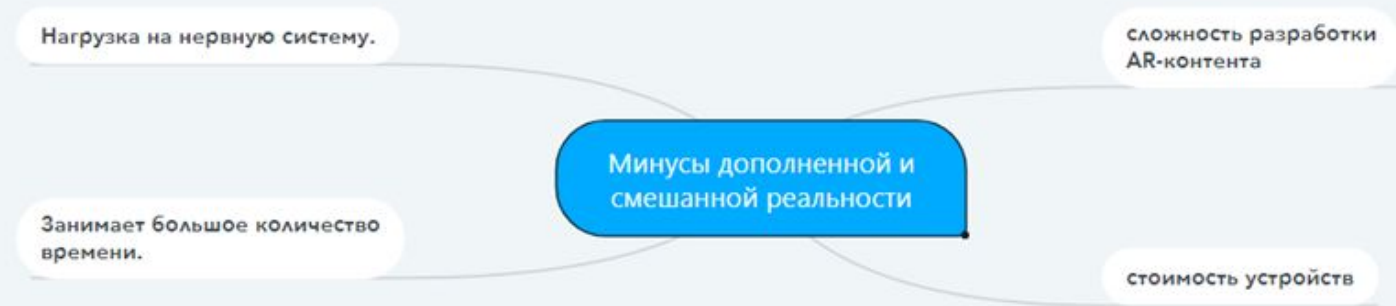 Нагрузка на нервную систему.
сложность разработки
AR-контента
Минусы дополненной и
смешанной реальности
Занимает большое количество
времени.
стоимость устройств